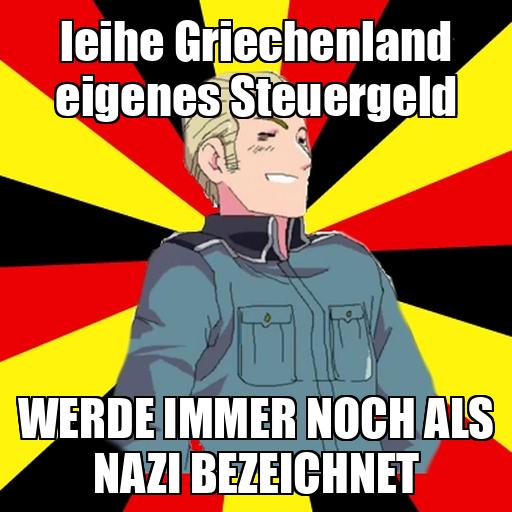 leihe Griechenland
eigenes Steuergeld
WERDE IMMER NOCH ALS
NAZI BEZEICHNET